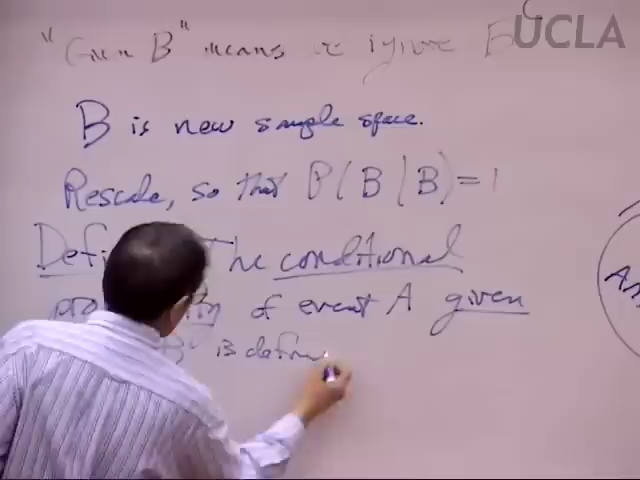 "Given B" means we ignore B^C
UCLA
B is new sample space.
Rescale, so that P(B|B)=1
The conditional
of event A given
B is defin